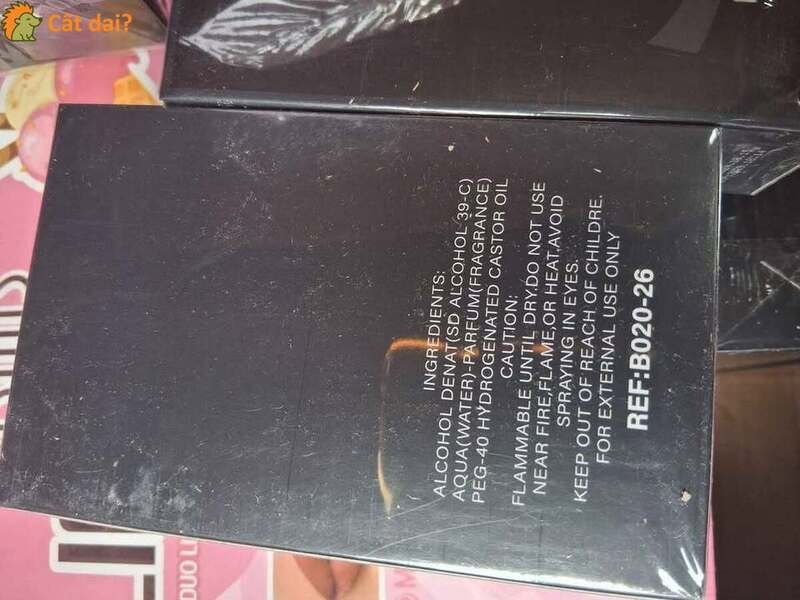 Cât dai?
INGREDIENTS:
ALCOHOL DENAT(SD ALCOHOL 39-C)
AQUA(WATER)-PARFUM(FRAGRANCE)
PEG-40 HYDROGENATED CASTOR OIL
CAUTION:
FLAMMABLE UNTIL DRY.DO NOT USE
NEAR FIRE,FLAME,OR HEAT.AVOID
SPRAYING IN EYES.
KEEP OUT OF REACH OF CHILDRE.
FOR EXTERNAL USE ONLY
REF:B020-26
DUO